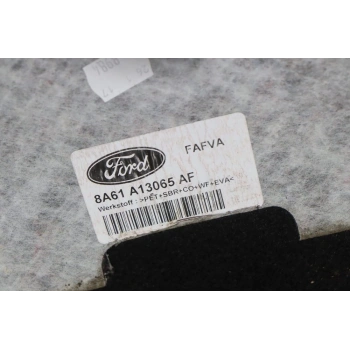 Ford
FAFVA
8A61 A13065 AF
Werkstoff : >PET+SBR+CO+WF+EVA<